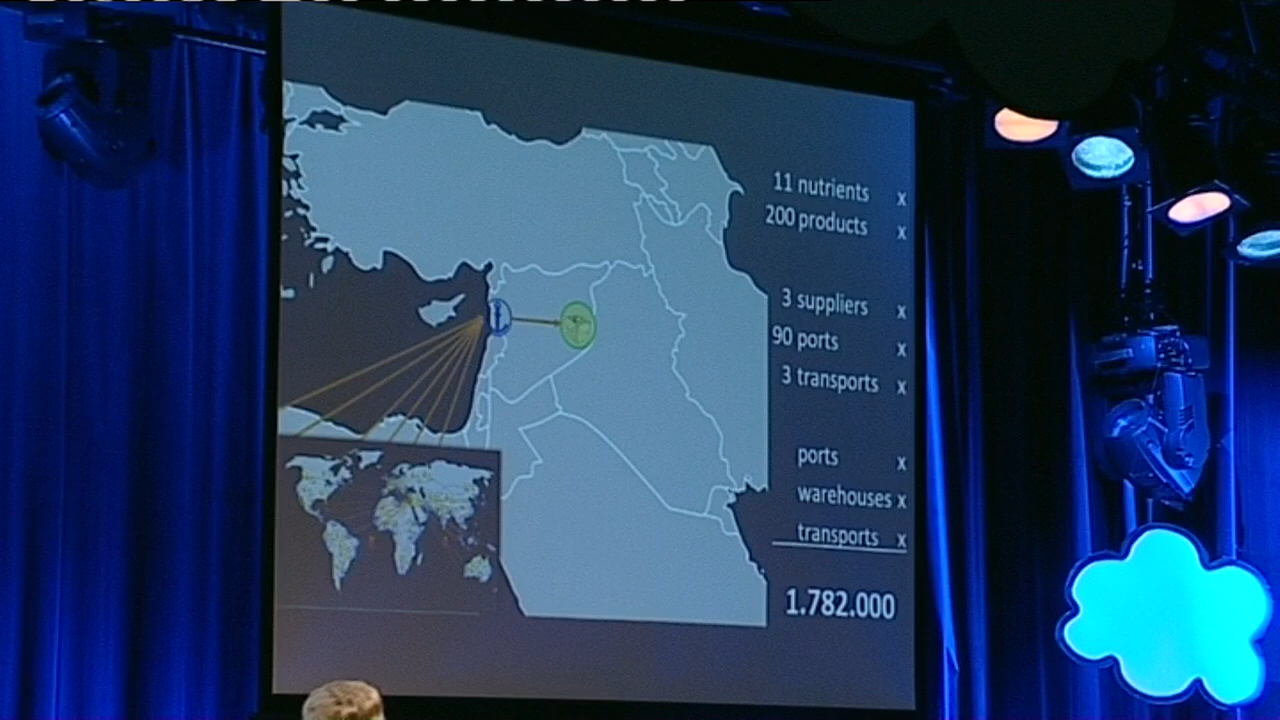 11 nutrients x
200 products x
3 suppliers x
90 ports x
3 transports x
ports x
warehouses x
transports x
1.782.000